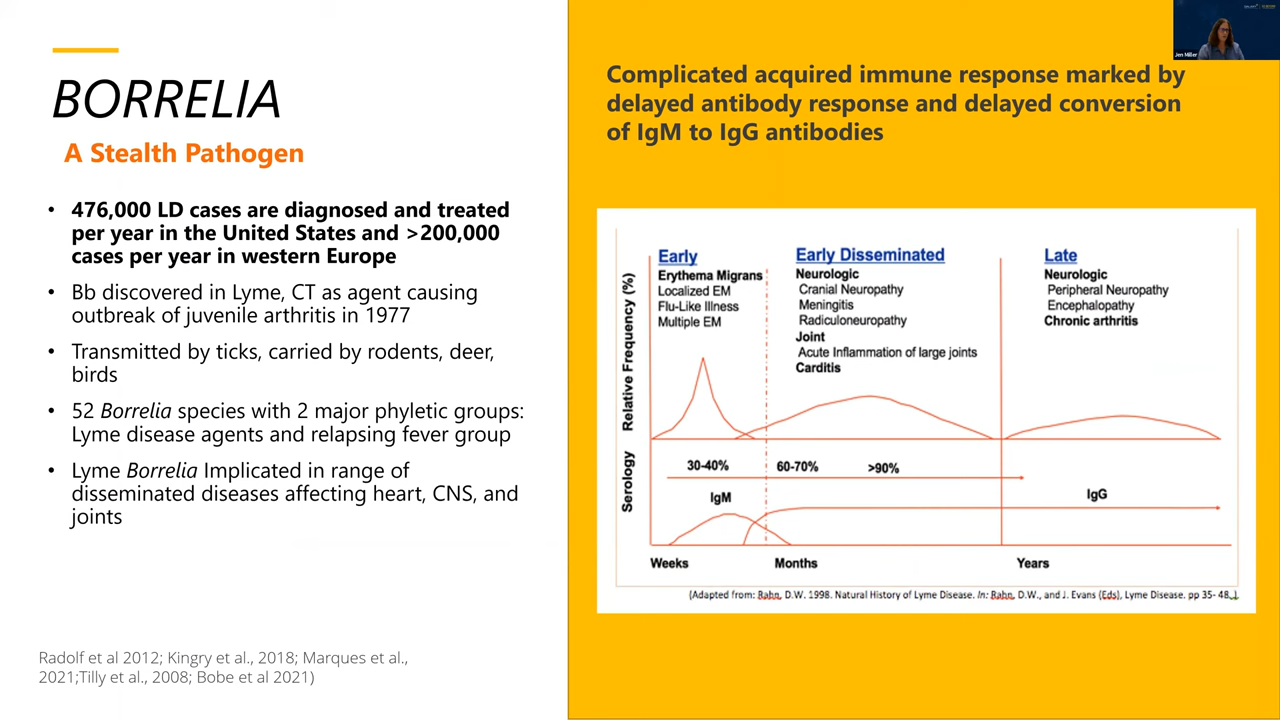 BORRELIA
A Stealth Pathogen
• 476,000 LD cases are diagnosed and treated
per year in the United States and >200,000
cases per year in western Europe
• Bb discovered in Lyme, CT as agent causing
outbreak of juvenile arthritis in 1977
• Transmitted by ticks, carried by rodents, deer,
birds
• 52 Borrelia species with 2 major phyletic groups:
Lyme disease agents and relapsing fever group
• Lyme Borrelia Implicated in range of
disseminated diseases affecting heart, CNS, and
joints
Radolf et al 2012; Kingry et al., 2018; Marques et al.,
2021;Tilly et al., 2008; Bobe et al 2021)
Jen Miller
Complicated acquired immune response marked by
delayed antibody response and delayed conversion
of IgM to IgG antibodies
Relative Frequency (%)
Early
Erythema Migrans
Localized EM
Flu-Like Illness
Multiple EM
Early Disseminated
Neurologic
Cranial Neuropathy
Meningitis
Radiculoneuropathy
Joint
Acute Inflammation of large joints
Carditis
Late
Neurologic
Peripheral Neuropathy
Encephalopathy
Chronic arthritis
Serology
30-40% 60-70% >90%
IgM IgG
Weeks Months Years
(Adapted from: Rahn, D.W. 1998. Natural History of Lyme Disease. In: Rahn, D.W., and J. Evans (Eds), Lyme Disease. pp 35- 48.,)